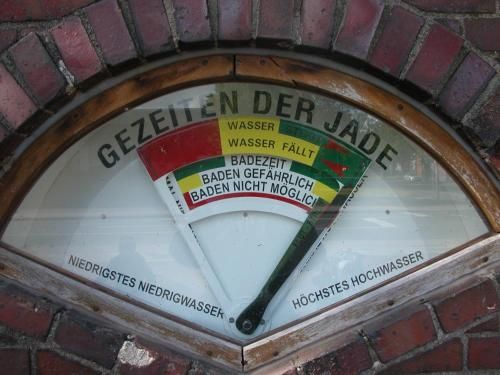 GEZEITEN DER JADE
WASSER
WASSER FÄLLT
BADEZEIT
BADEN GEFÄHRLICH
BADEN NICHT MÖGLICH
NIEDRIGSTES NIEDRIGWASSER
HÖCHSTES HOCHWASSER